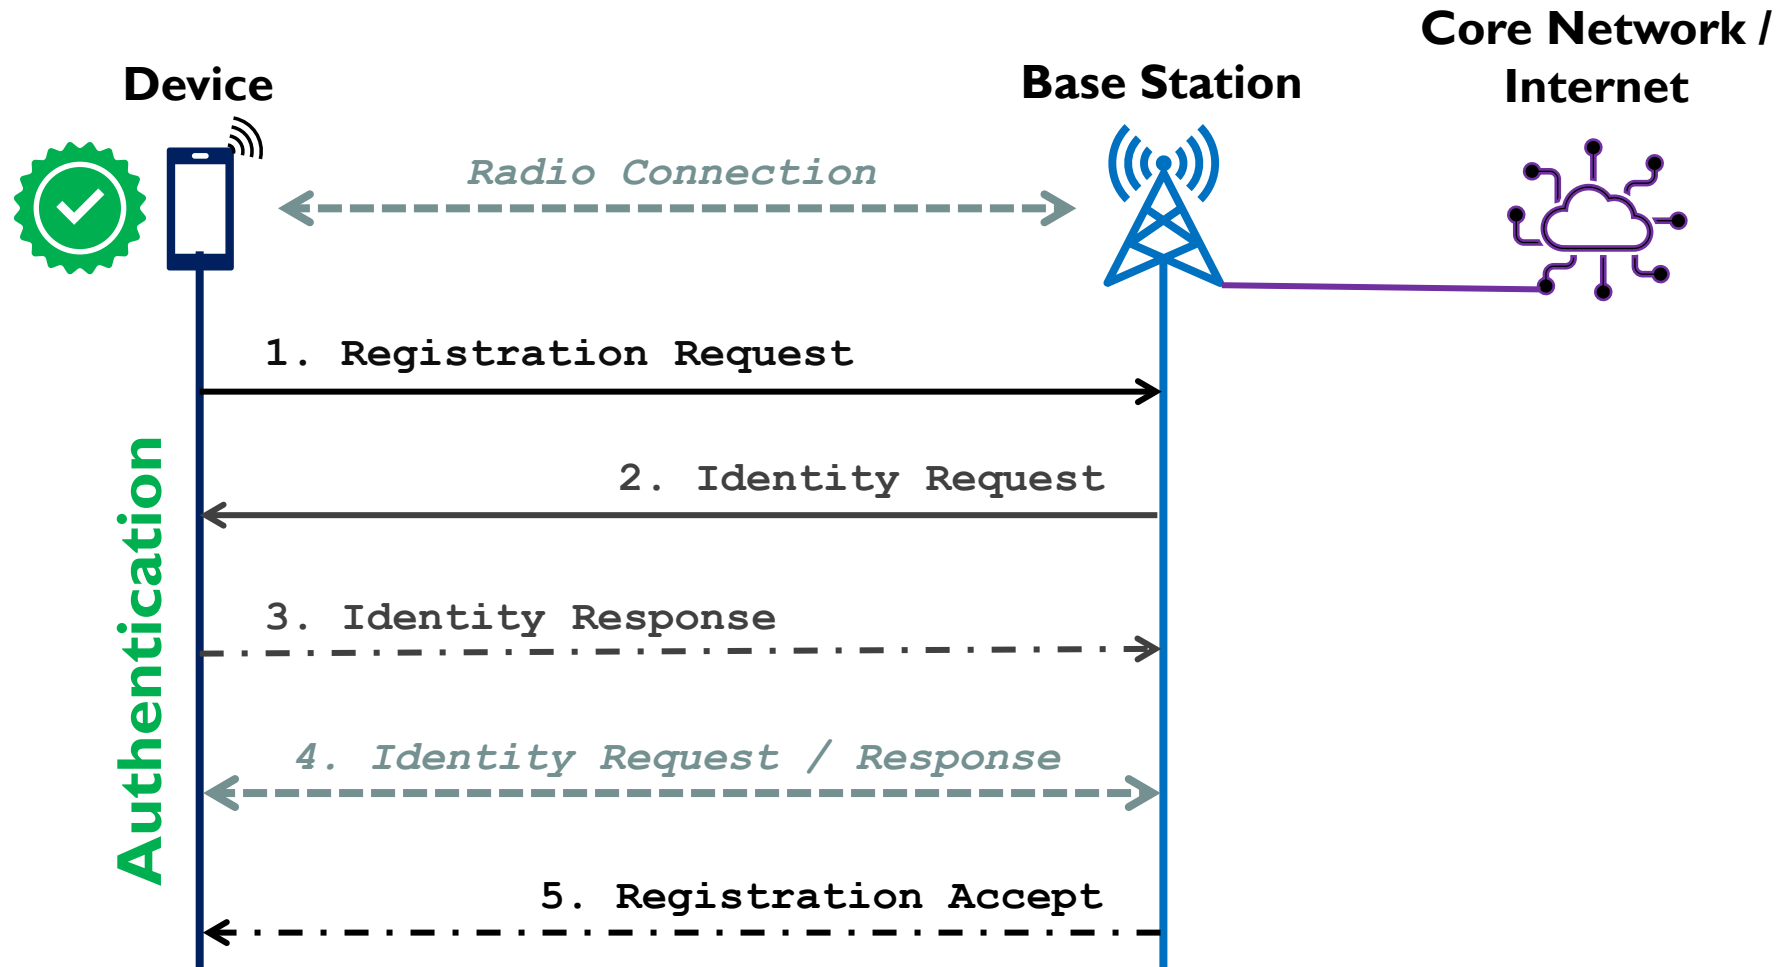 Core Network /
Internet
Device
Base Station
Radio Connection
1. Registration Request
2. Identity Request
3. Identity Response
4. Identity Request / Response
5. Registration Accept
Authentication